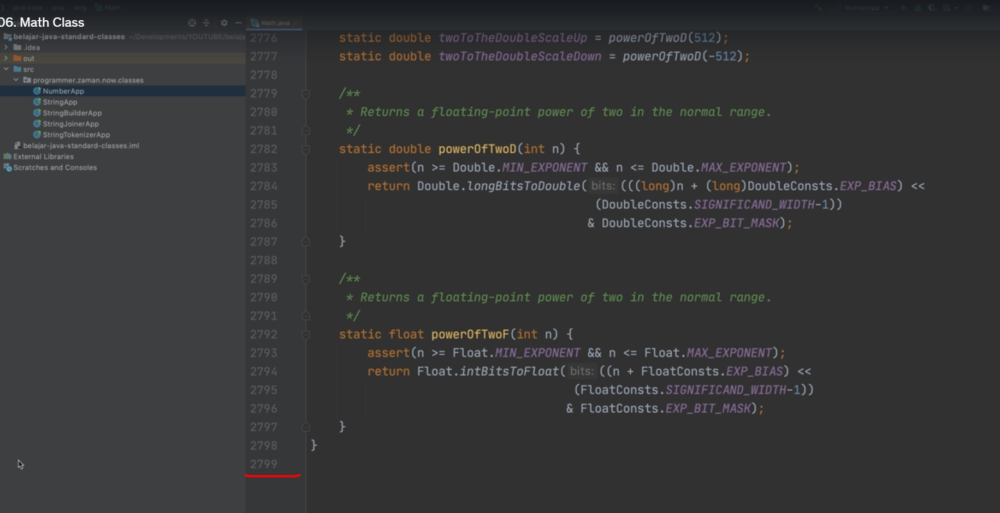 java.base java lang Math
06. Math Class
NumberApp
Math.java
belajar-java-standard-classes ~/Developments/YOUTUBE/belaja
.idea
out
src
programmer.zaman.now.classes
NumberApp
StringApp
StringBuilderApp
StringJoinerApp
StringTokenizerApp
belajar-java-standard-classes.iml
External Libraries
Scratches and Consoles
2776 static double twoToTheDoubleScaleUp = powerOfTwoD(512);
2777 static double twoToTheDoubleScaleDown = powerOfTwoD(-512);
2778
2779 /**
2780 * Returns a floating-point power of two in the normal range.
2781 */
2782 static double powerOfTwoD(int n) {
2783 assert(n >= Double.MIN_EXPONENT && n <= Double.MAX_EXPONENT);
2784 return Double.longBitsToDouble( bits: (((long)n + (long)DoubleConsts.EXP_BIAS) <<
2785 (DoubleConsts.SIGNIFICAND_WIDTH-1))
2786 & DoubleConsts.EXP_BIT_MASK);
2787 }
2788
2789 /**
2790 * Returns a floating-point power of two in the normal range.
2791 */
2792 static float powerOfTwoF(int n) {
2793 assert(n >= Float.MIN_EXPONENT && n <= Float.MAX_EXPONENT);
2794 return Float.intBitsToFloat( bits: ((n + FloatConsts.EXP_BIAS) <<
2795 (FloatConsts.SIGNIFICAND_WIDTH-1))
2796 & FloatConsts.EXP_BIT_MASK);
2797 }
2798 }
2799